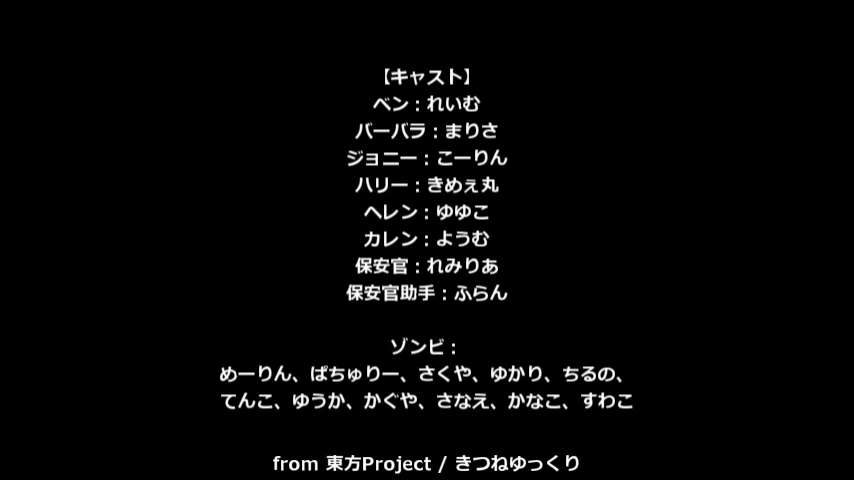 【キャスト】
ベン：れいむ
バーバラ：まりさ
ジョニー：こーりん
ハリー：きめぇ丸
ヘレン：ゆゆこ
カレン：ようむ
保安官：れみりあ
保安官助手：ふらん
ゾンビ：
めーりん、ぱちゅりー、さくや、ゆかり、ちるの、
てんこ、ゆうか、かぐや、さなえ、かなこ、すわこ
from 東方Project / きつねゆっくり